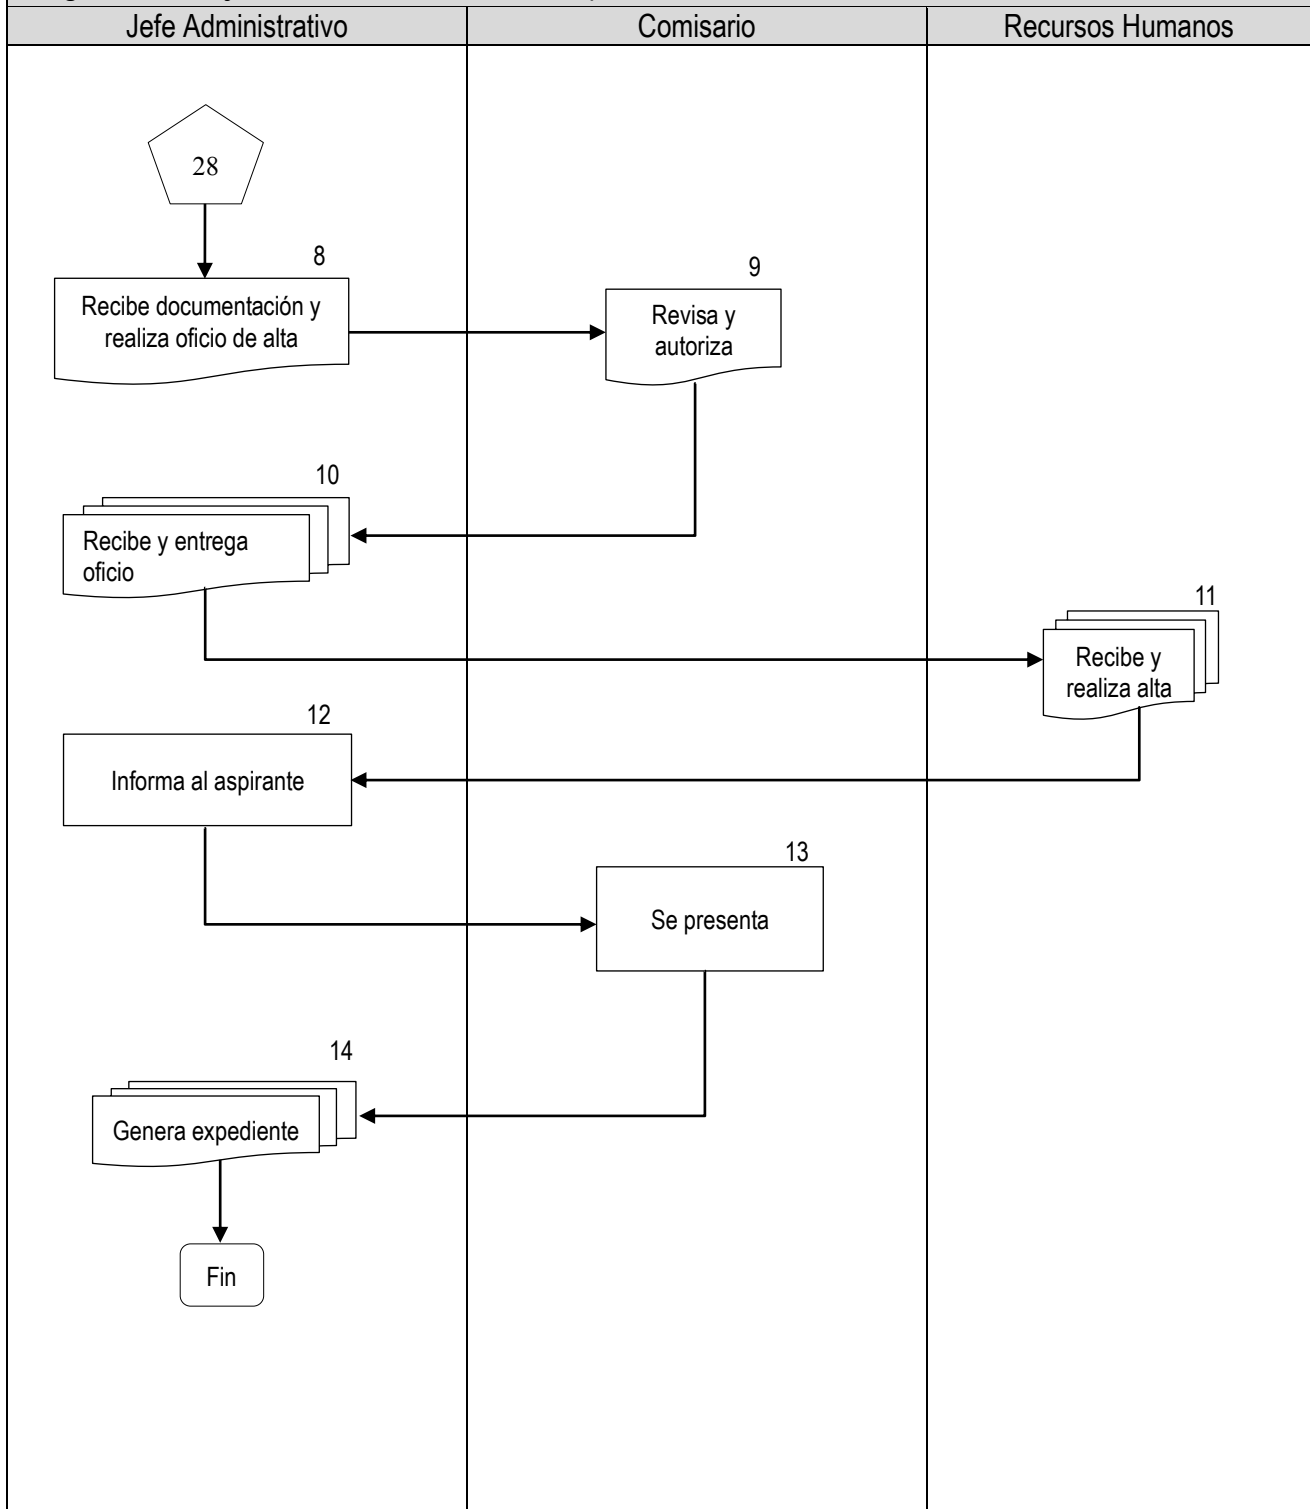 Jefe Administrativo
Comisario
Recursos Humanos
28
8
Recibe documentación y
realiza oficio de alta
9
Revisa y
autoriza
10
Recibe y entrega
oficio
11
Recibe y
realiza alta
12
Informa al aspirante
13
Se presenta
14
Genera expediente
Fin